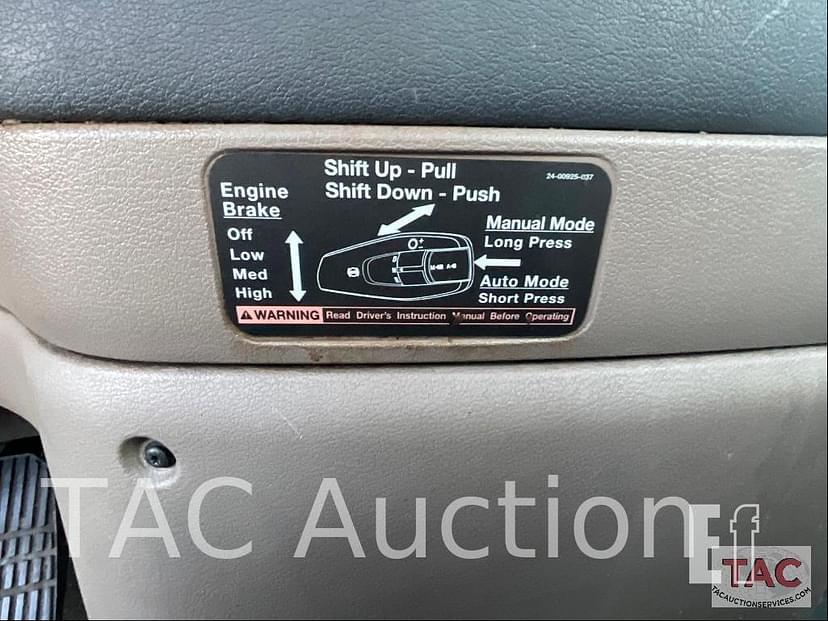 Shift Up - Pull
24-00925-037
Shift Down - Push
Engine
Brake
Off
Low
Med
High
O+
Manual Mode
Long Press
Auto Mode
Short Press
WARNING Read Driver's Instruction Manual Before Operating
TAC Auction
Ef
TAC
TACAUCTIONSERVICES.COM